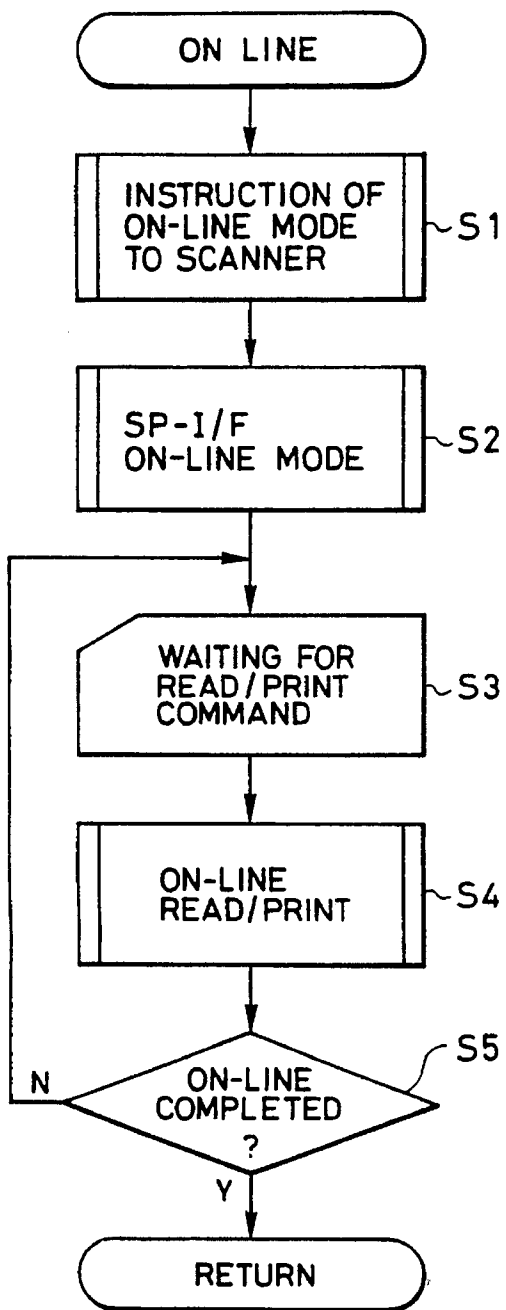 ON LINE
INSTRUCTION OF
ON-LINE MODE
TO SCANNER
S1
SP-I/F
ON-LINE MODE
S2
WAITING FOR
READ/PRINT
COMMAND
S3
ON-LINE
READ/PRINT
S4
S5
N
ON-LINE
COMPLETED
?
Y
RETURN